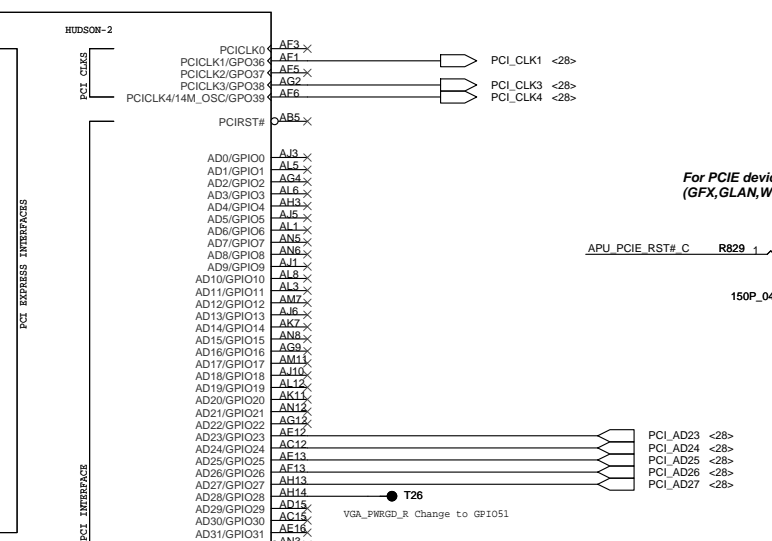 HUDSON-2
PCI CLKS
PCICLK0 AF3
PCICLK1/GPO36 AF1 PCI_CLK1 <28>
PCICLK2/GPO37 AF5
PCICLK3/GPO38 AG2 PCI_CLK3 <28>
PCICLK4/14M_OSC/GPO39 AF6 PCI_CLK4 <28>
PCIRST# AB5
AD0/GPIO0 AJ3
AD1/GPIO1 AL5
AD2/GPIO2 AG4
AD3/GPIO3 AL6
AD4/GPIO4 AH3
AD5/GPIO5 AJ5
AD6/GPIO6 AL1
AD7/GPIO7 AN5
AD8/GPIO8 AN6
AD9/GPIO9 AJ1
AD10/GPIO10 AL8
AD11/GPIO11 AL3
AD12/GPIO12 AM7
AD13/GPIO13 AJ6
AD14/GPIO14 AK7
AD15/GPIO15 AN8
AD16/GPIO16 AG9
AD17/GPIO17 AM11
AD18/GPIO18 AJ10
AD19/GPIO19 AL12
AD20/GPIO20 AK11
AD21/GPIO21 AN12
AD22/GPIO22 AG12
AD23/GPIO23 AE12 PCI_AD23 <28>
AD24/GPIO24 AC12 PCI_AD24 <28>
AD25/GPIO25 AE13 PCI_AD25 <28>
AD26/GPIO26 AF13 PCI_AD26 <28>
AD27/GPIO27 AH13 PCI_AD27 <28>
AD28/GPIO28 AH14 T26
AD29/GPIO29 AD15
AD30/GPIO30 AC15
AD31/GPIO31 AE16
AN3
VGA_PWRGD_R Change to GPIO51
PCI EXPRESS INTERFACES
PCI INTERFACE
For PCIE devic
(GFX,GLAN,W
APU_PCIE_RST#_C R829 1
150P_04